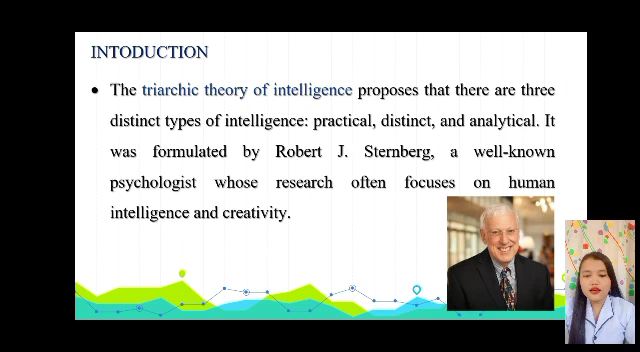 INTODUCTION
• The triarchic theory of intelligence proposes that there are three
distinct types of intelligence: practical, distinct, and analytical. It
was formulated by Robert J. Sternberg, a well-known
psychologist whose research often focuses on human
intelligence and creativity.